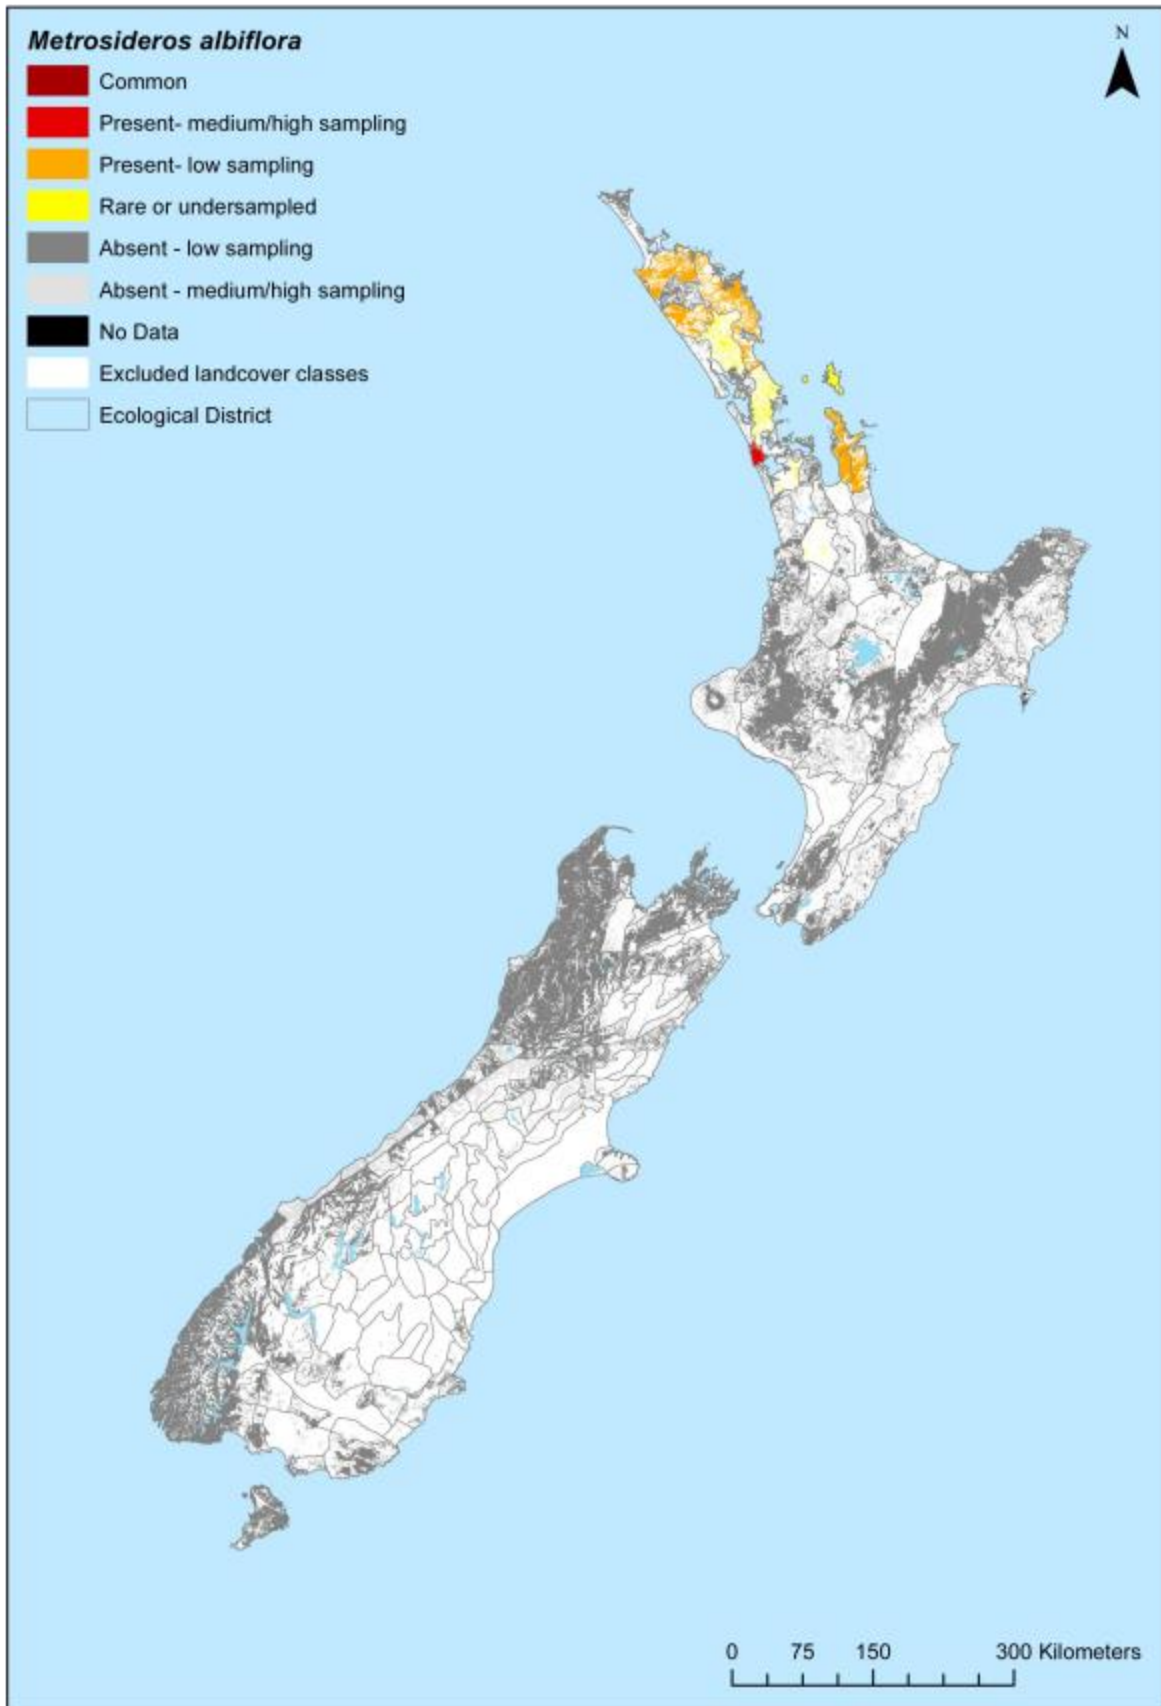 Metrosideros albiflora
N
Common
Present- medium/high sampling
Present- low sampling
Rare or undersampled
Absent - low sampling
Absent - medium/high sampling
No Data
Excluded landcover classes
Ecological District
0 75 150 300 Kilometers